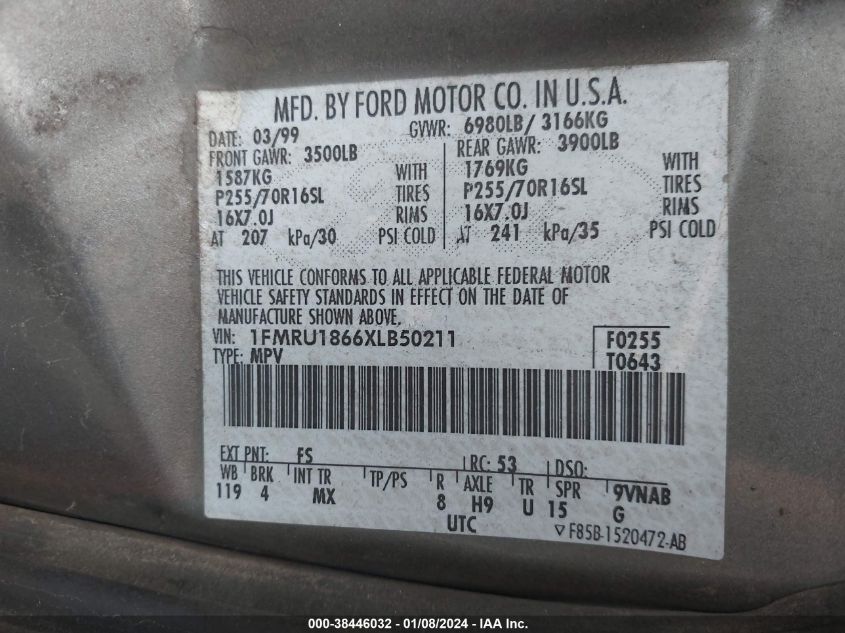 MFD. BY FORD MOTOR CO. IN U.S.A.
DATE: 03/99 GVWR: 6980LB/ 3166KG
FRONT GAWR: 3500LB REAR GAWR: 3900LB
1587KG WITH 1769KG WITH
P255/70R16SL TIRES P255/70R16SL TIRES
16X7.0J RIMS 16X7.0J RIMS
AT 207 kPa/30 PSI COLD AT 241 kPa/35 PSI COLD
THIS VEHICLE CONFORMS TO ALL APPLICABLE FEDERAL MOTOR
VEHICLE SAFETY STANDARDS IN EFFECT ON THE DATE OF
MANUFACTURE SHOWN ABOVE.
VIN: 1FMRU1866XLB50211 F0255
TYPE: MPV T0643
EXT PNT: FS RC: 53 DSO:
WB BRK INT TR TP/PS R AXLE TR SPR 9VNAB
119 4 MX 8 H9 U 15 G
UTC ▽F85B-1520472-AB
000-38446032 - 01/08/2024 - IAA Inc.